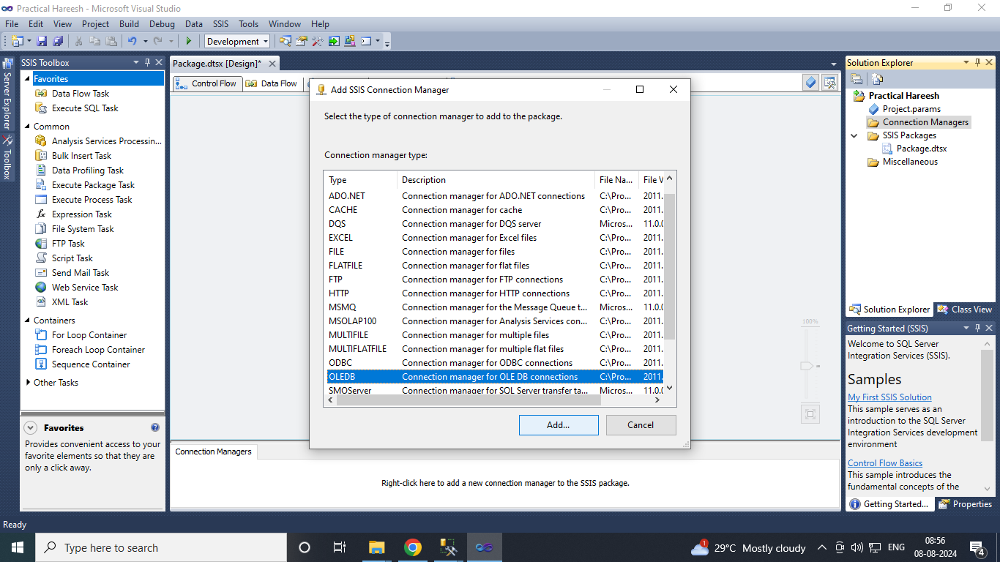 Practical Hareesh - Microsoft Visual Studio
File Edit View Project Build Debug Data SSIS Tools Window Help
Development
Server Explorer
Toolbox
SSIS Toolbox
Favorites
Data Flow Task
Execute SQL Task
Common
Analysis Services Processin...
Bulk Insert Task
Data Profiling Task
Execute Package Task
Execute Process Task
Expression Task
File System Task
FTP Task
Script Task
Send Mail Task
Web Service Task
XML Task
Containers
For Loop Container
Foreach Loop Container
Sequence Container
Other Tasks
Favorites
Provides convenient access to your
favorite elements so that they are
only a click away.
Package.dtsx [Design]*
Control Flow Data Flow
Add SSIS Connection Manager
Select the type of connection manager to add to the package.
Connection manager type:
Type Description File Na... File V
ADO.NET Connection manager for ADO.NET connections C:\Pro... 2011.
CACHE Connection manager for cache C:\Pro... 2011.
DQS Connection manager for DQS server Micros... 11.0.0
EXCEL Connection manager for Excel files C:\Pro... 2011.
FILE Connection manager for files C:\Pro... 2011.
FLATFILE Connection manager for flat files C:\Pro... 2011.
FTP Connection manager for FTP connections C:\Pro... 2011.
HTTP Connection manager for HTTP connections C:\Pro... 2011.
MSMQ Connection manager for the Message Queue t... Micros... 11.0.0
MSOLAP100 Connection manager for Analysis Services con... C:\Pro... 2011.
MULTIFILE Connection manager for multiple files C:\Pro... 2011.
MULTIFLATFILE Connection manager for multiple flat files C:\Pro... 2011.
ODBC Connection manager for ODBC connections C:\Pro... 2011.
OLEDB Connection manager for OLE DB connections C:\Pro... 2011.
SMOServer Connection manager for SQL Server transfer ta... Micros... 11.0.0
Add... Cancel
100%
Connection Managers
Right-click here to add a new connection manager to the SSIS package.
Solution Explorer
Practical Hareesh
Project.params
Connection Managers
SSIS Packages
Package.dtsx
Miscellaneous
Solution Explorer Class View
Getting Started (SSIS)
Welcome to SQL Server
Integration Services (SSIS).
Samples
My First SSIS Solution
This sample serves as an
introduction to the SQL Server
Integration Services development
environment
Control Flow Basics
This sample introduces the
fundamental concepts of the
Getting Started... Properties
Ready
Type here to search
1
29°C Mostly cloudy
ENG
08:56
08-08-2024
4